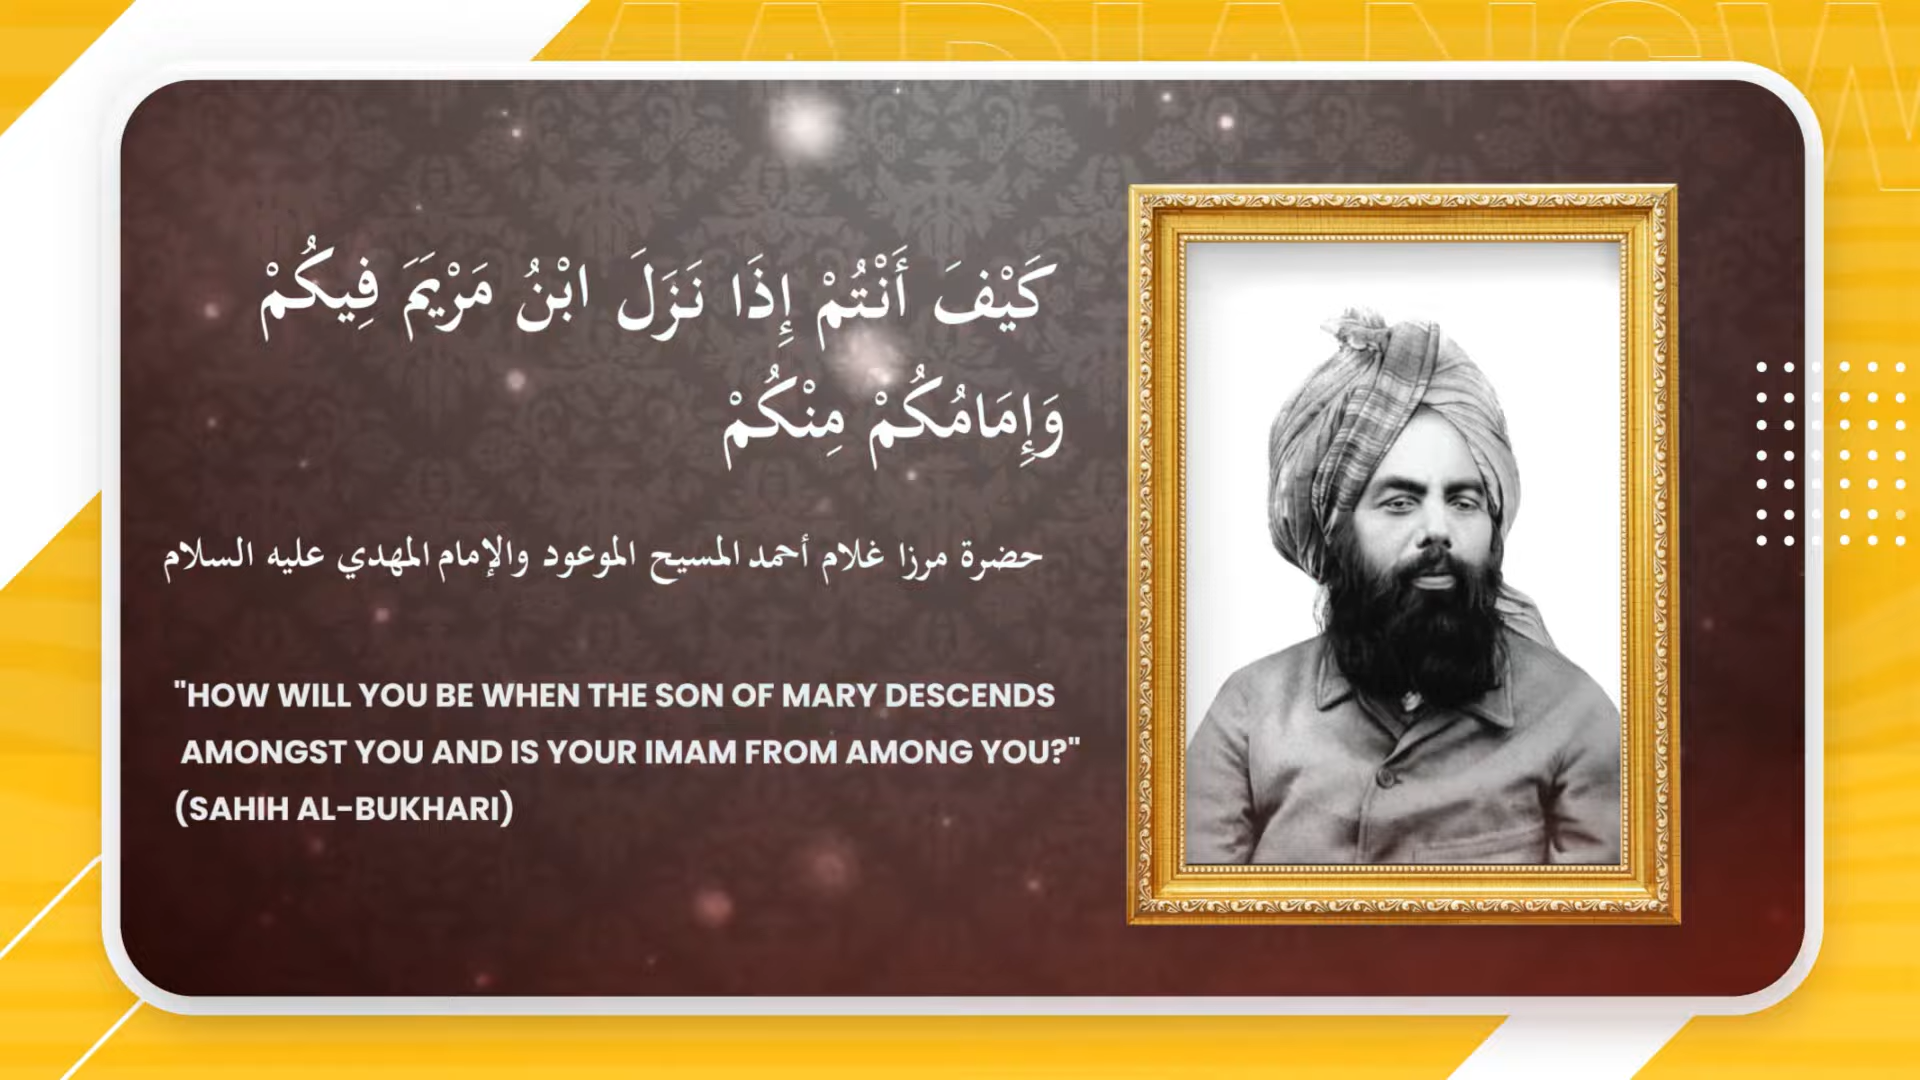 كَيْفَ أَنْتُمْ إِذَا نَزَلَ ابْنُ مَرْيَمَ فِيكُمْ
وَإِمَامُكُمْ مِنْكُمْ
حضرة مرزا غلام أحمد المسيح الموعود والإمام المهدي عليه السلام
"HOW WILL YOU BE WHEN THE SON OF MARY DESCENDS
AMONGST YOU AND IS YOUR IMAM FROM AMONG YOU?"
(SAHIH AL-BUKHARI)